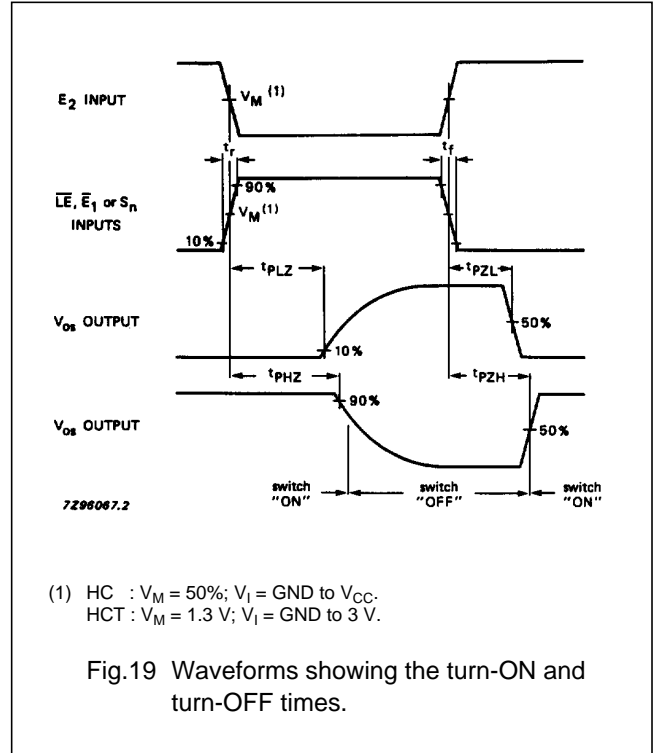 E2 INPUT
VM (1)
tr
tf
L̅E̅, E̅1 or Sn
INPUTS
90%
VM (1)
10%
tPLZ
tPZL
Vos OUTPUT
50%
10%
tPHZ
tPZH
90%
Vos OUTPUT
50%
switch
"ON"
switch
"OFF"
switch
"ON"
7Z96067.2
(1) HC : VM = 50%; VI = GND to VCC.
HCT : VM = 1.3 V; VI = GND to 3 V.
Fig.19 Waveforms showing the turn-ON and
turn-OFF times.